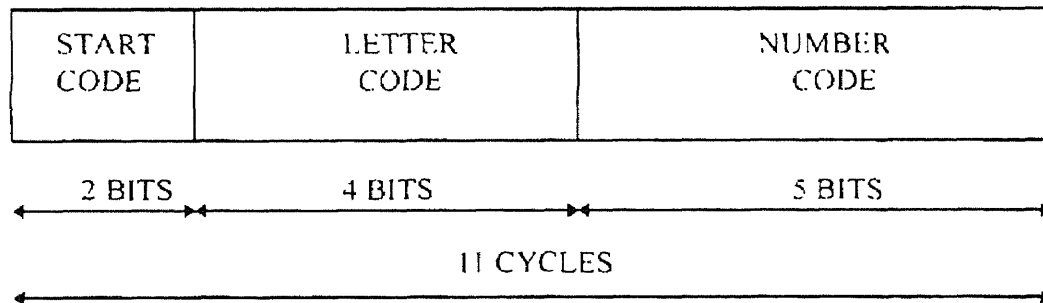 START LETTER NUMBER
CODE CODE CODE
2 BITS 4 BITS 5 BITS
11 CYCLES